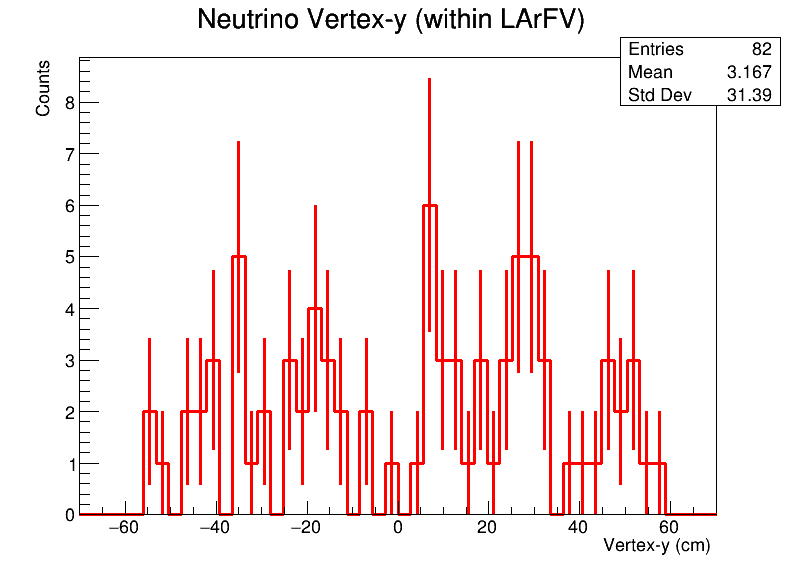 Neutrino Vertex-y (within LArFV)
Entries 82
Mean 3.167
Std Dev 31.39
Counts
8
7
6
5
4
3
2
1
0
−60 −40 −20 0 20 40 60
Vertex-y (cm)